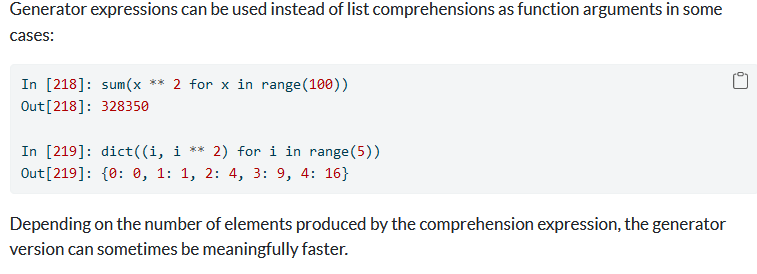 Generator expressions can be used instead of list comprehensions as function arguments in some
cases:
In [218]: sum(x ** 2 for x in range(100))
Out[218]: 328350
In [219]: dict((i, i ** 2) for i in range(5))
Out[219]: {0: 0, 1: 1, 2: 4, 3: 9, 4: 16}
Depending on the number of elements produced by the comprehension expression, the generator
version can sometimes be meaningfully faster.